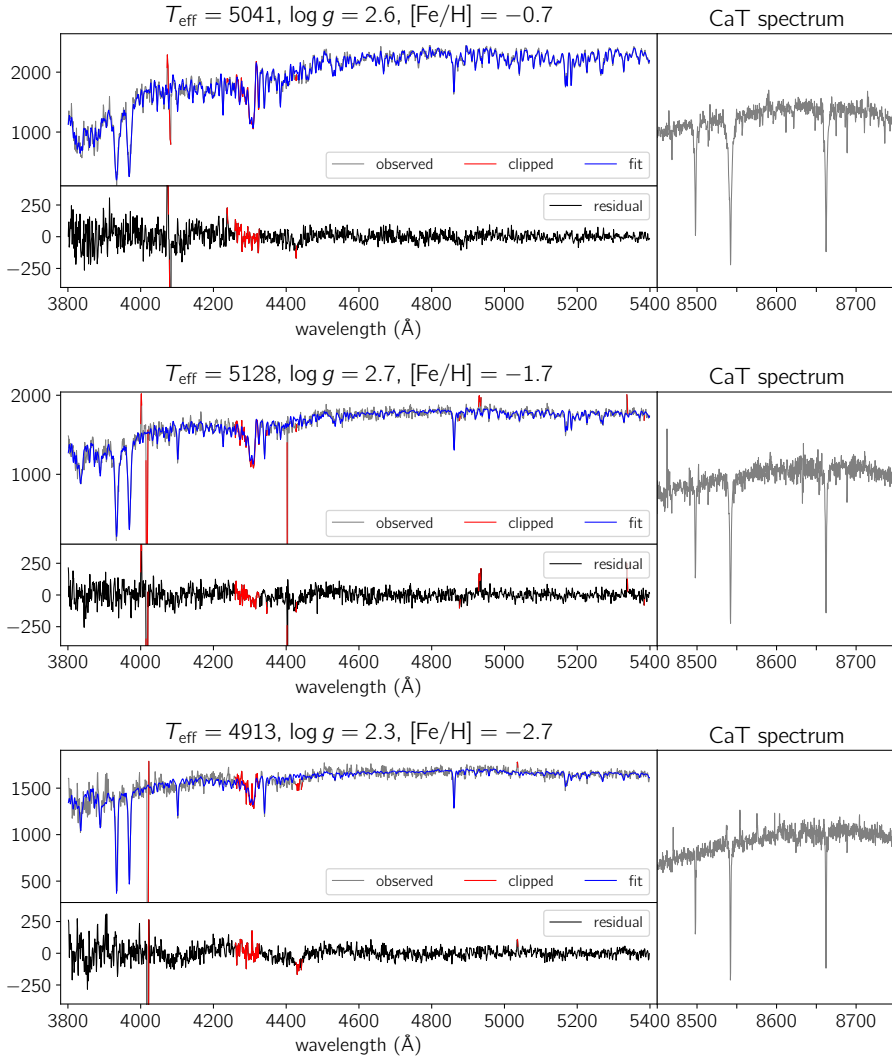 T_eff = 5041, log g = 2.6, [Fe/H] = −0.7
CaT spectrum
2000
1000
observed clipped fit
250
0
−250
residual
3800 4000 4200 4400 4600 4800 5000 5200 5400
8500 8600 8700
wavelength (Å)
T_eff = 5128, log g = 2.7, [Fe/H] = −1.7
CaT spectrum
2000
1000
observed clipped fit
250
0
−250
residual
3800 4000 4200 4400 4600 4800 5000 5200 5400
8500 8600 8700
wavelength (Å)
T_eff = 4913, log g = 2.3, [Fe/H] = −2.7
CaT spectrum
1500
1000
500
observed clipped fit
250
0
−250
residual
3800 4000 4200 4400 4600 4800 5000 5200 5400
8500 8600 8700
wavelength (Å)